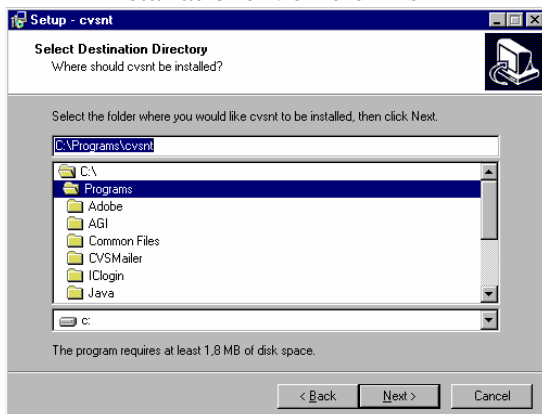 Setup - cvsnt
Select Destination Directory
Where should cvsnt be installed?
Select the folder where you would like cvsnt to be installed, then click Next.
C:\Programs\cvsnt
C:\
Programs
Adobe
AGI
Common Files
CVSMailer
IClogin
Java
c:
The program requires at least 1,8 MB of disk space.
< Back Next > Cancel